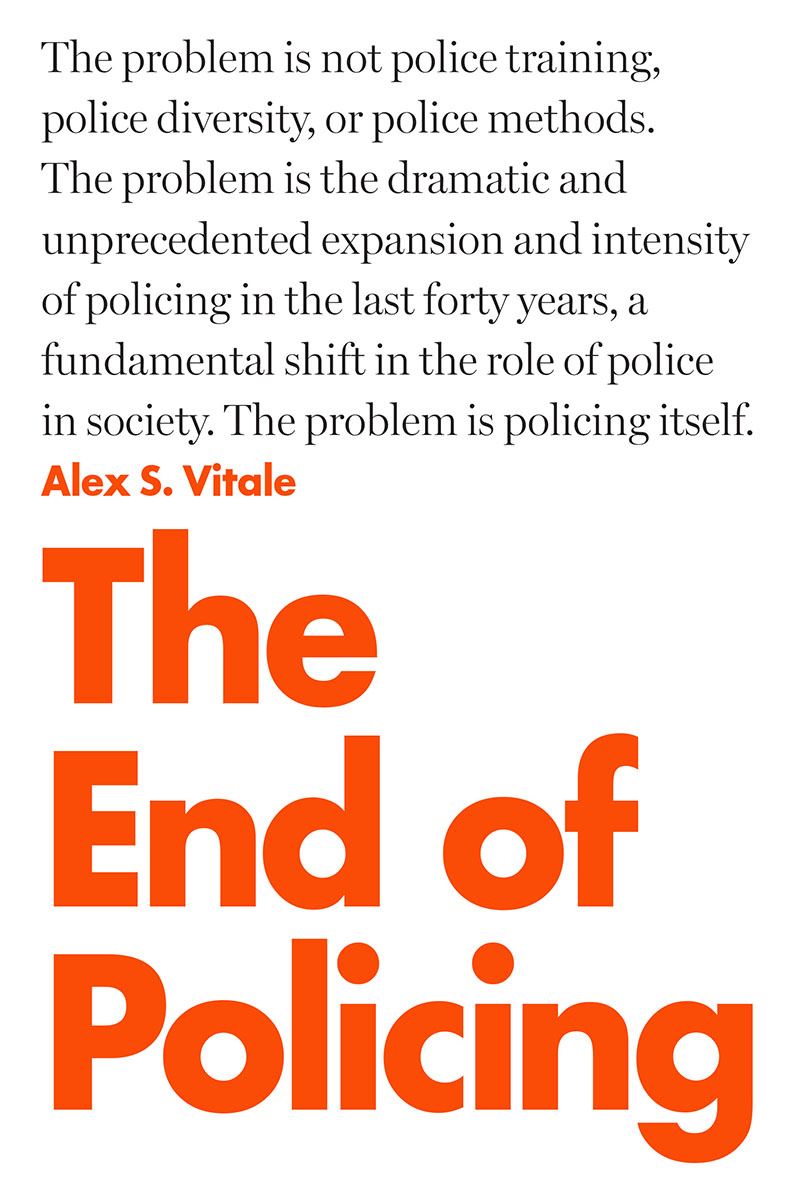 The problem is not police training,
police diversity, or police methods.
The problem is the dramatic and
unprecedented expansion and intensity
of policing in the last forty years, a
fundamental shift in the role of police
in society. The problem is policing itself.
Alex S. Vitale
The
End of
Policing